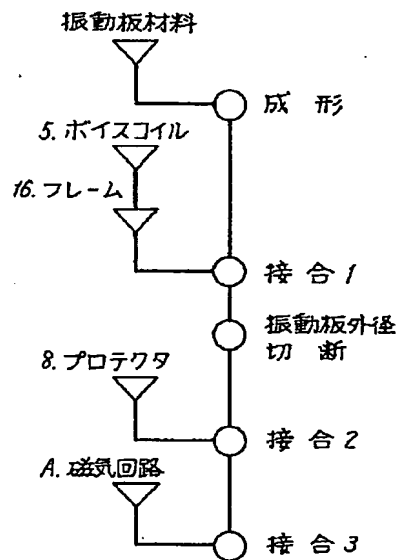 振動板材料
成形
5. ボイスコイル
16. フレーム
接合1
振動板外径
切断
8. プロテクタ
接合2
A. 磁気回路
接合3